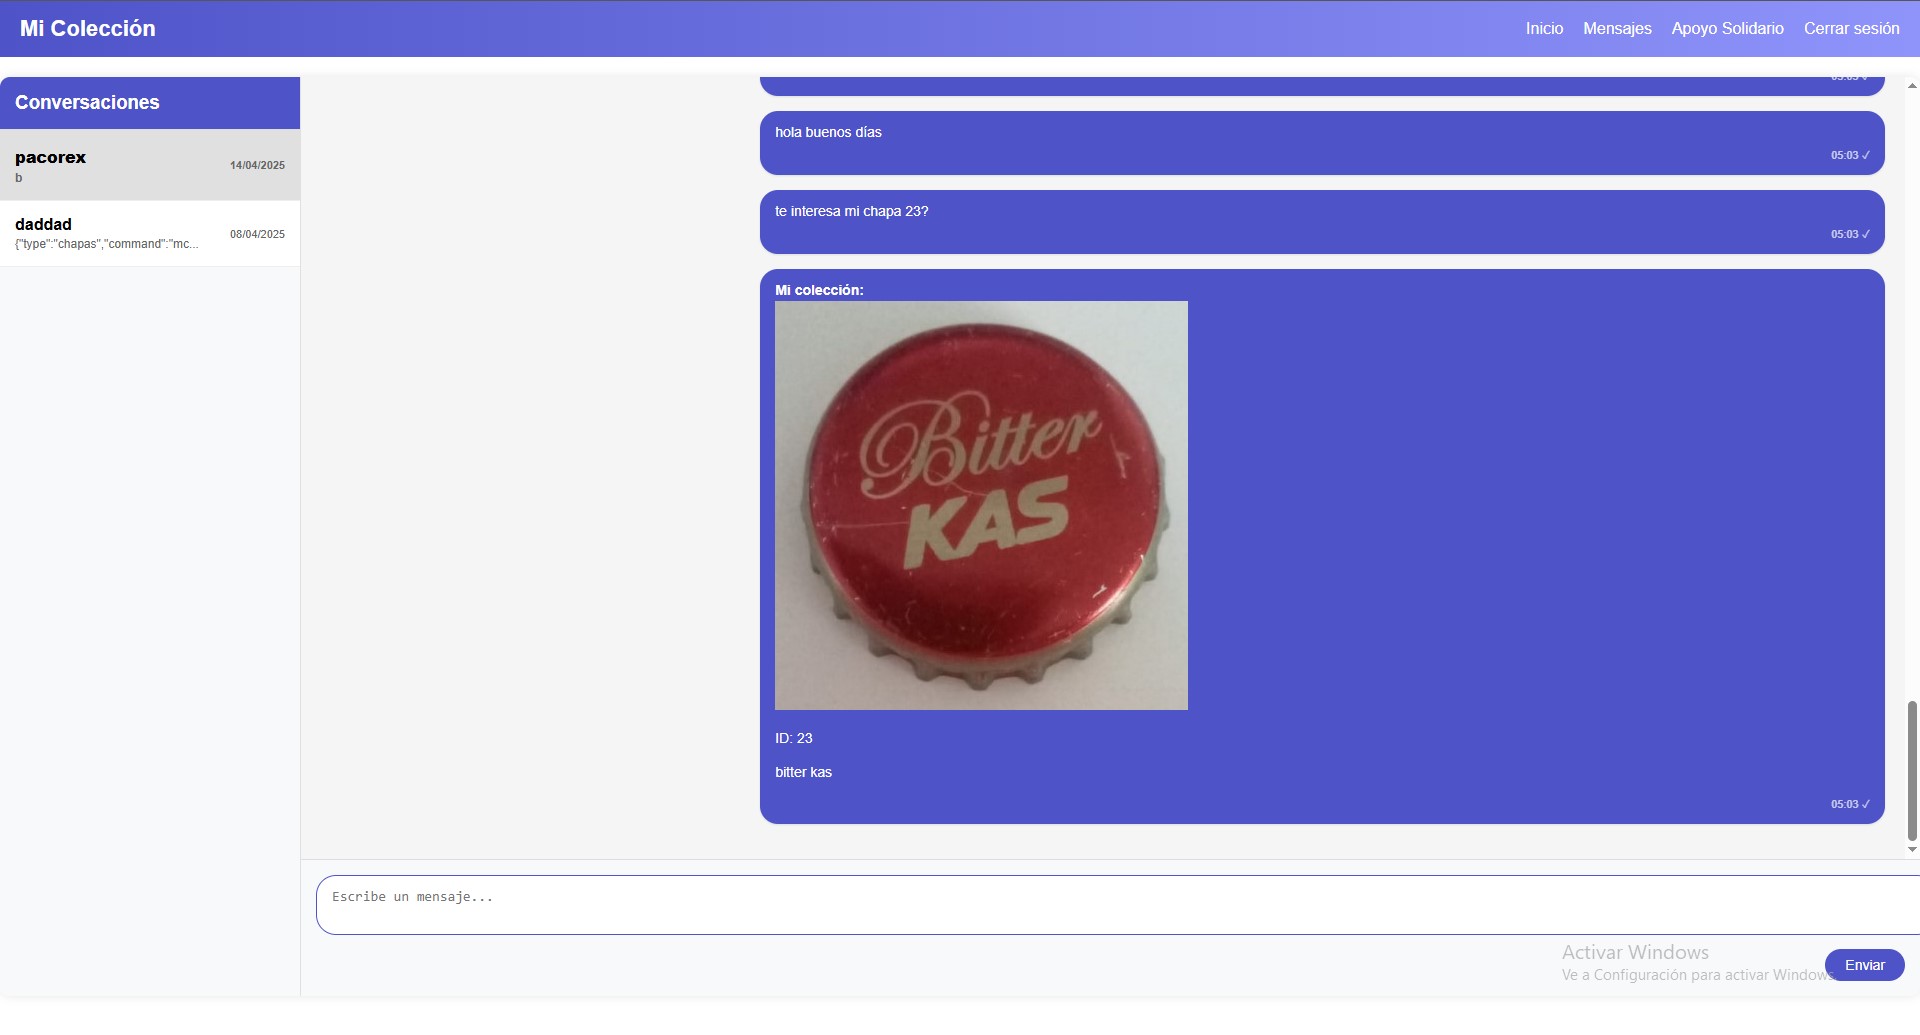 Mi Colección
Inicio Mensajes Apoyo Solidario Cerrar sesión
Conversaciones
pacorex
14/04/2025
b
daddad
08/04/2025
{"type":"chapas","command":"mc...
05:03 ✓
hola buenos días
05:03 ✓
te interesa mi chapa 23?
05:03 ✓
Mi colección:
Bitter
KAS
ID: 23
bitter kas
05:03 ✓
Escribe un mensaje...
Activar Windows
Ve a Configuración para activar Windows.
Enviar